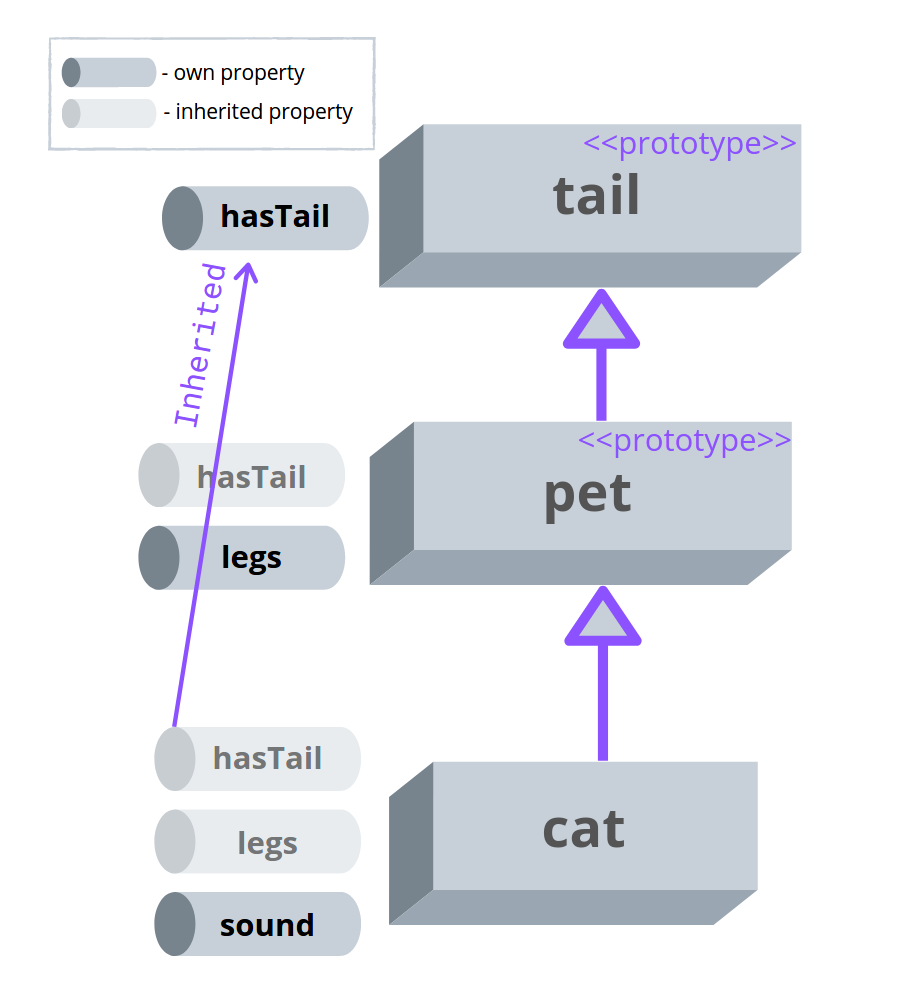 - own property
- inherited property
<<prototype>>
tail
hasTail
Inherited
<<prototype>>
pet
hasTail
legs
hasTail
legs
sound
cat